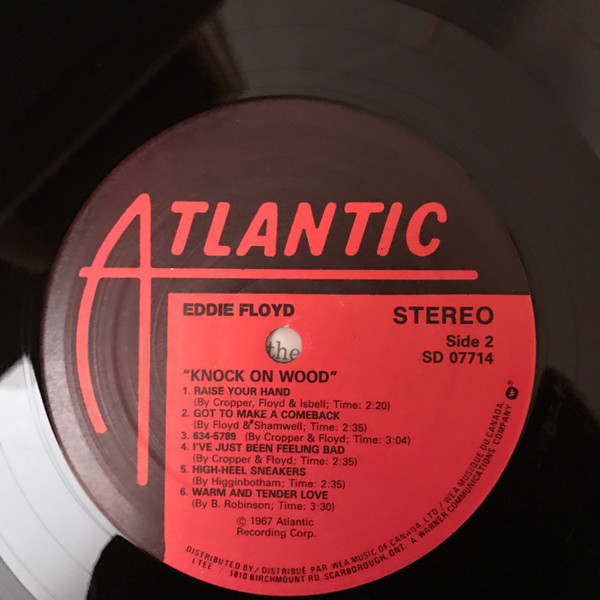 ATLANTIC
EDDIE FLOYD
STEREO
Side 2
SD 07714
the
"KNOCK ON WOOD"
1. RAISE YOUR HAND
(By Cropper, Floyd & Isbell; Time: 2:20)
2. GOT TO MAKE A COMEBACK
(By Floyd & Shamwell; Time: 2:35)
3. 634-5789 (By Cropper & Floyd; Time: 3:04)
4. I'VE JUST BEEN FEELING BAD
(By Cropper & Floyd; Time: 2:35)
5. HIGH-HEEL SNEAKERS
(By Higginbotham; Time: 2:35)
6. WARM AND TENDER LOVE
(By B. Robinson; Time: 3:30)
© 1967 Atlantic
Recording Corp.
DISTRIBUTED BY / DISTRIBUÉ PAR WEA MUSIC OF CANADA, LTD / WEA MUSIQUE DU CANADA,
LTEE / 1810 BIRCHMOUNT RD. SCARBOROUGH, ONT. A WARNER COMMUNICATIONS COMPANY